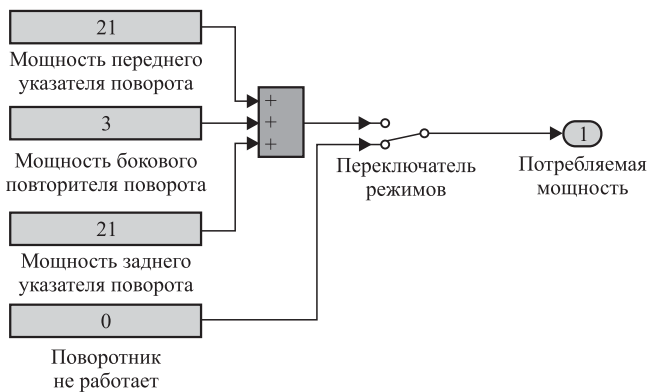 21
Мощность переднего
указателя поворота
3
Мощность бокового
повторителя поворота
21
Мощность заднего
указателя поворота
0
Поворотник
не работает
+
+
+
Переключатель
режимов
1
Потребляемая
мощность